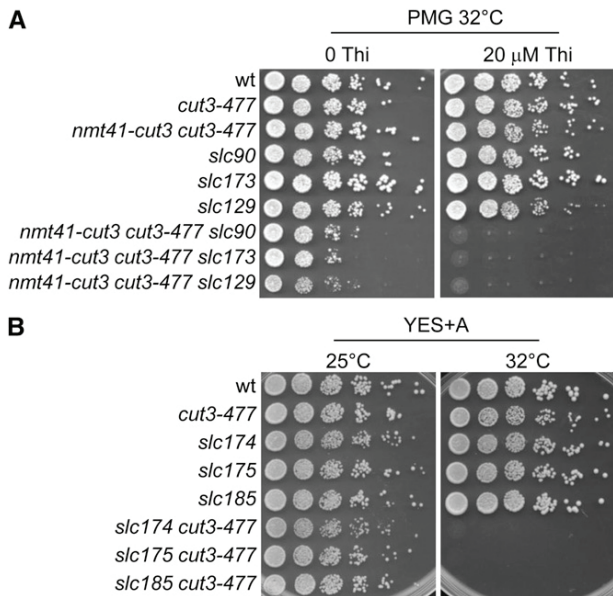 A
PMG 32°C
0 Thi
20 μM Thi
wt
cut3-477
nmt41-cut3 cut3-477
slc90
slc173
slc129
nmt41-cut3 cut3-477 slc90
nmt41-cut3 cut3-477 slc173
nmt41-cut3 cut3-477 slc129
B
YES+A
25°C
32°C
wt
cut3-477
slc174
slc175
slc185
slc174 cut3-477
slc175 cut3-477
slc185 cut3-477